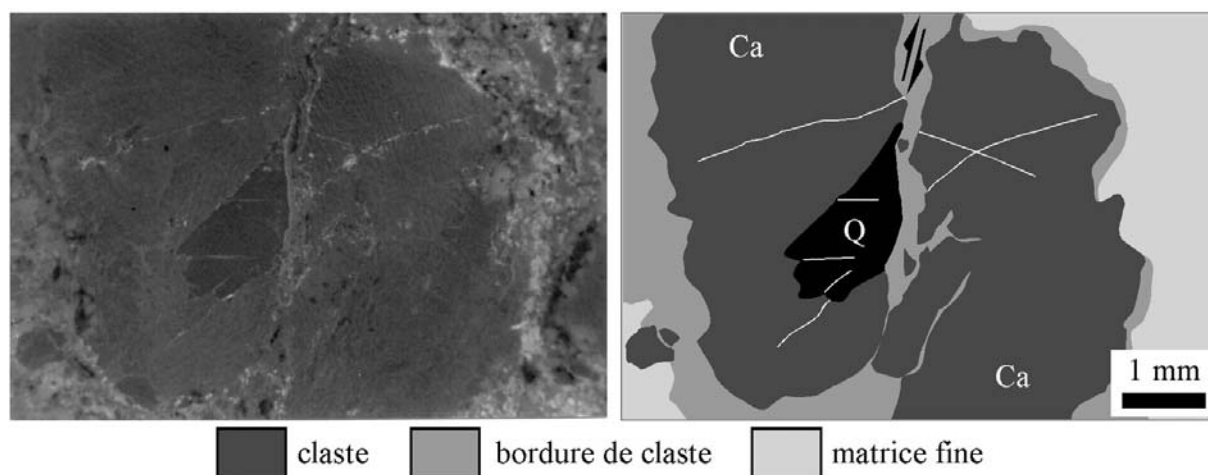 Ca
Q
Ca
1 mm
claste
bordure de claste
matrice fine